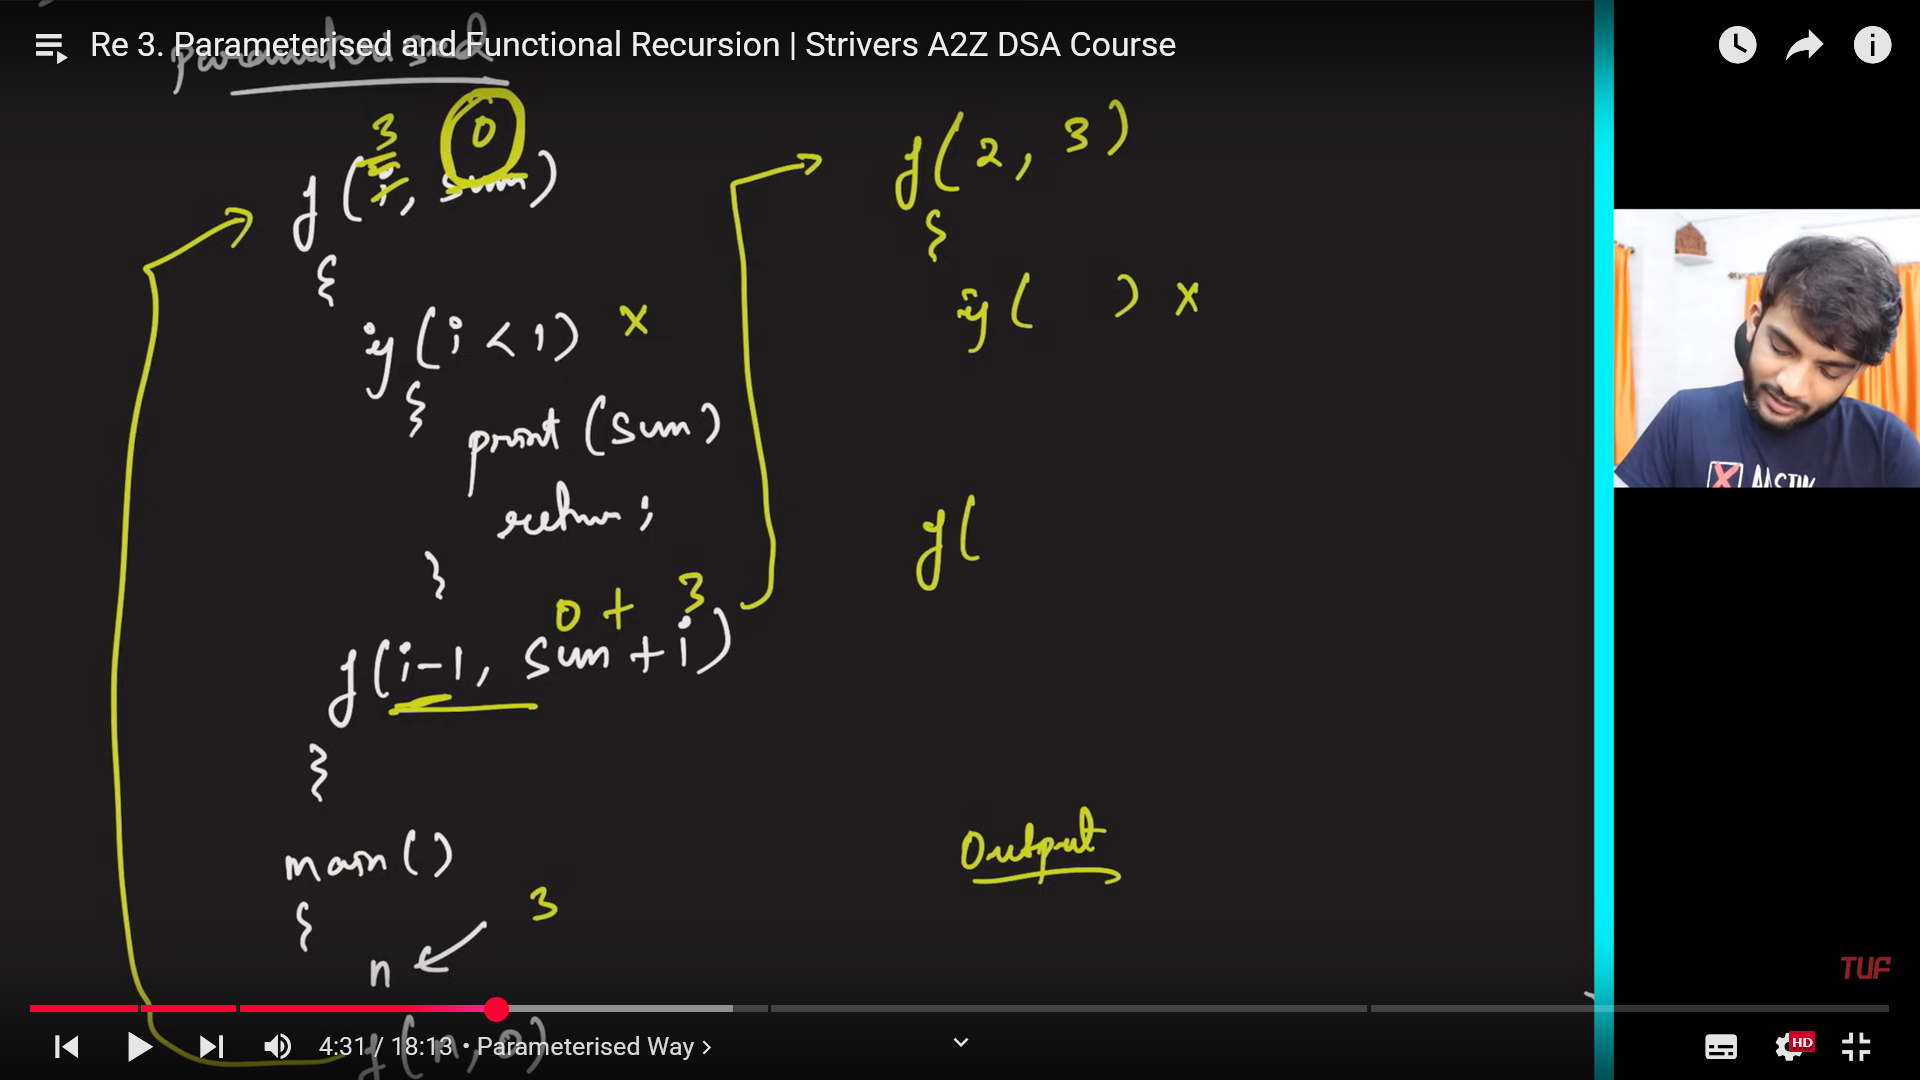 Re 3. Parameterised and Functional Recursion | Strivers A2Z DSA Course
Parameterised
3 0
f(i, sum)
{
if (i < 1) x
{
print (sum)
return;
}
0 + 3
f(i-1, sum+i)
}
main()
{
3
n
f(n, 0)
f(2, 3)
{
if ( ) x
f(
Output
TUF
4:31 / 18:13 • Parameterised Way ›
HD